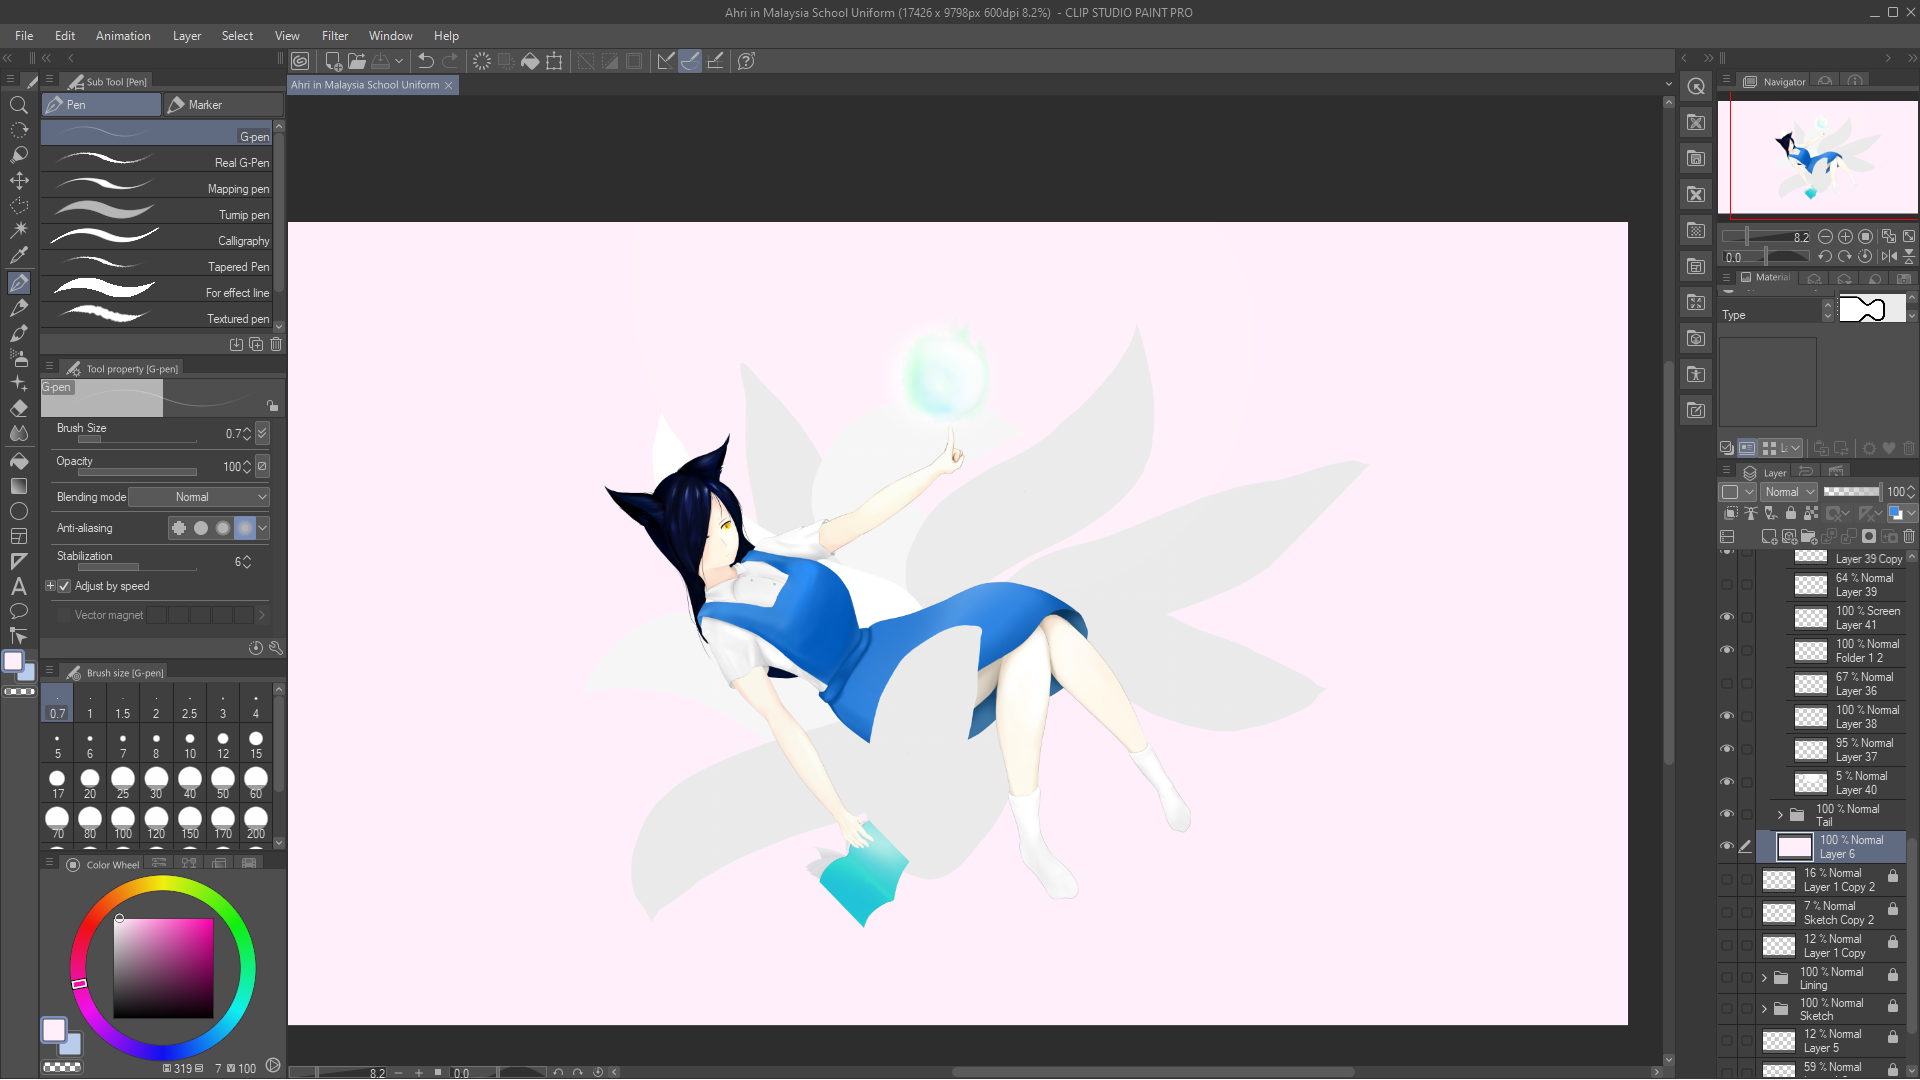 Ahri in Malaysia School Uniform (17426 x 9798px 600dpi 8.2%) - CLIP STUDIO PAINT PRO
File Edit Animation Layer Select View Filter Window Help
Sub Tool [Pen]
Ahri in Malaysia School Uniform
Navigator
Pen Marker
G-pen
Real G-Pen
Mapping pen
Turnip pen
Calligraphy
Tapered Pen
For effect line
Textured pen
8.2
0.0
Material
Type
Tool property [G-pen]
G-pen
Brush Size 0.7
Opacity 100
Blending mode Normal
Anti-aliasing
Stabilization 6
Adjust by speed
Vector magnet
Brush size [G-pen]
0.7 1 1.5 2 2.5 3 4
5 6 7 8 10 12 15
17 20 25 30 40 50 60
70 80 100 120 150 170 200
Color Wheel
319 7 100
8.2 0.0
Layer
Normal 100
Layer 39 Copy
64 % Normal
Layer 39
100 % Screen
Layer 41
100 % Normal
Folder 1 2
67 % Normal
Layer 36
100 % Normal
Layer 38
95 % Normal
Layer 37
5 % Normal
Layer 40
100 % Normal
Tail
100 % Normal
Layer 6
16 % Normal
Layer 1 Copy 2
7 % Normal
Sketch Copy 2
12 % Normal
Layer 1 Copy
100 % Normal
Lining
100 % Normal
Sketch
12 % Normal
Layer 5
59 % Normal